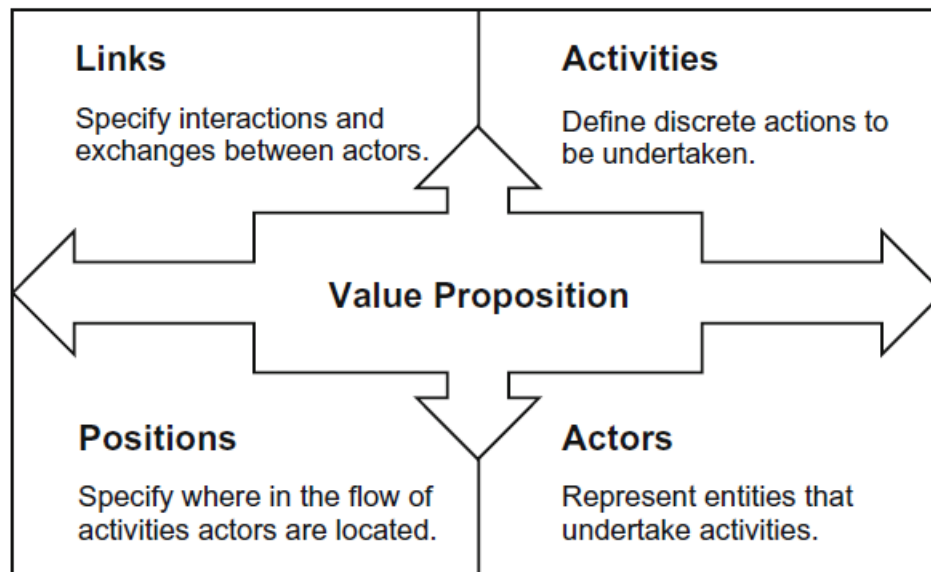 Links
Specify interactions and
exchanges between actors.
Activities
Define discrete actions to
be undertaken.
Value Proposition
Positions
Specify where in the flow of
activities actors are located.
Actors
Represent entities that
undertake activities.